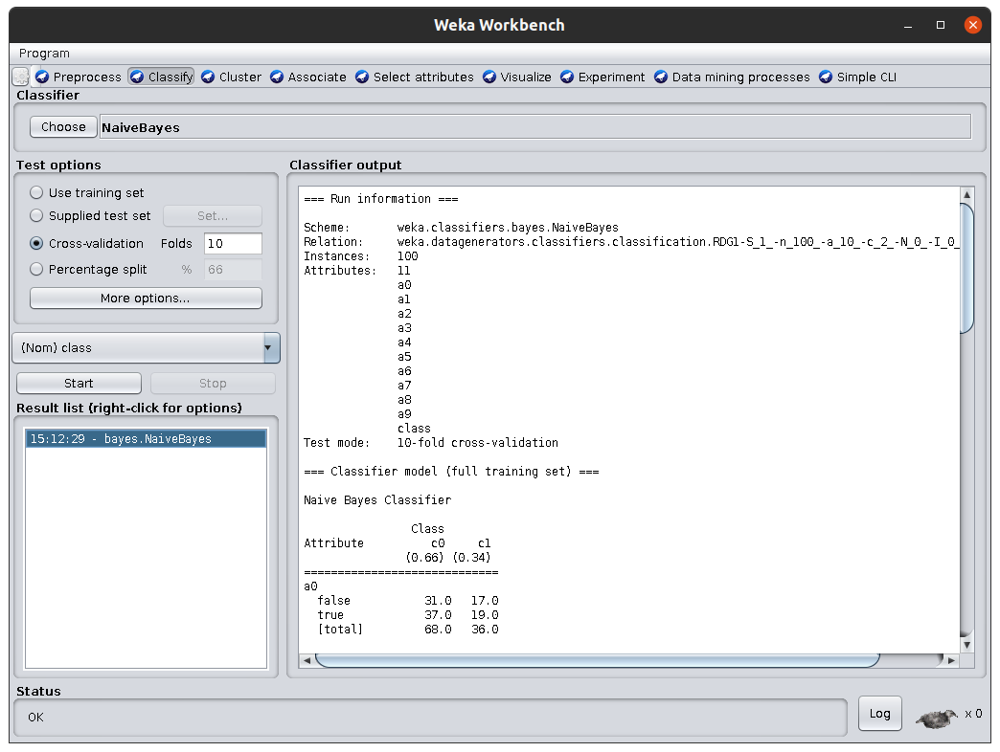 Weka Workbench
Program
Preprocess Classify Cluster Associate Select attributes Visualize Experiment Data mining processes Simple CLI
Classifier
Choose NaiveBayes
Test options
Use training set
Supplied test set Set...
Cross-validation Folds 10
Percentage split % 66
More options...
(Nom) class
Start Stop
Result list (right-click for options)
15:12:29 - bayes.NaiveBayes
Classifier output
=== Run information ===
Scheme: weka.classifiers.bayes.NaiveBayes
Relation: weka.datagenerators.classifiers.classification.RDG1-S_1_-n_100_-a_10_-c_2_-N_0_-I_0_
Instances: 100
Attributes: 11
a0
a1
a2
a3
a4
a5
a6
a7
a8
a9
class
Test mode: 10-fold cross-validation
=== Classifier model (full training set) ===
Naive Bayes Classifier
Class
Attribute c0 c1
(0.66) (0.34)
=============================
a0
false 31.0 17.0
true 37.0 19.0
[total] 68.0 36.0
Status
OK
Log
x 0